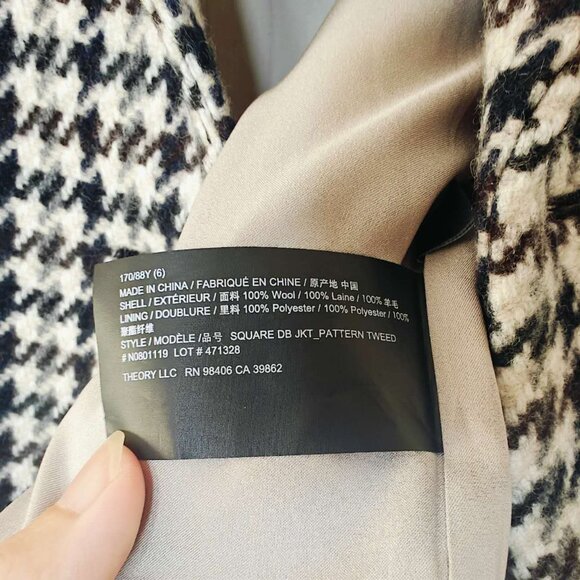 170/88Y (6)
MADE IN CHINA / FABRIQUÉ EN CHINE / 原产地 中国
SHELL / EXTÉRIEUR / 面料 100% Wool / 100% Laine / 100% 羊毛
LINING / DOUBLURE / 里料 100% Polyester / 100% Polyester / 100%
聚酯纤维
STYLE / MODÈLE /品号 SQUARE DB JKT_PATTERN TWEED
# N0801119 LOT # 471328
THEORY LLC RN 98406 CA 39862